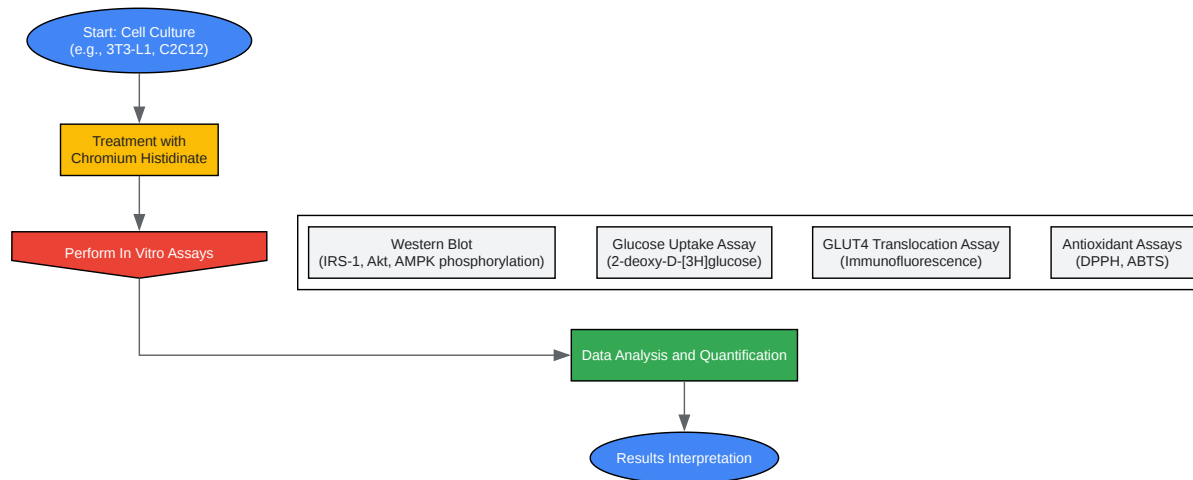 Start: Cell Culture
(e.g., 3T3-L1, C2C12)
Treatment with
Chromium Histidinate
Perform In Vitro Assays
Western Blot
(IRS-1, Akt, AMPK phosphorylation)
Glucose Uptake Assay
(2-deoxy-D-[3H]glucose)
GLUT4 Translocation Assay
(Immunofluorescence)
Antioxidant Assays
(DPPH, ABTS)
Data Analysis and Quantification
Results Interpretation